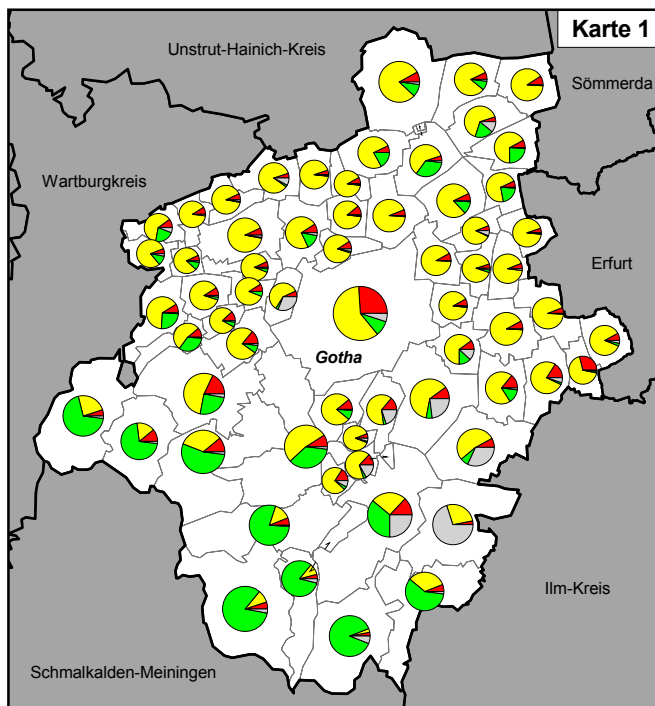 Karte 1
Unstrut-Hainich-Kreis
Sömmerda
Wartburgkreis
Erfurt
Gotha
Ilm-Kreis
Schmalkalden-Meiningen